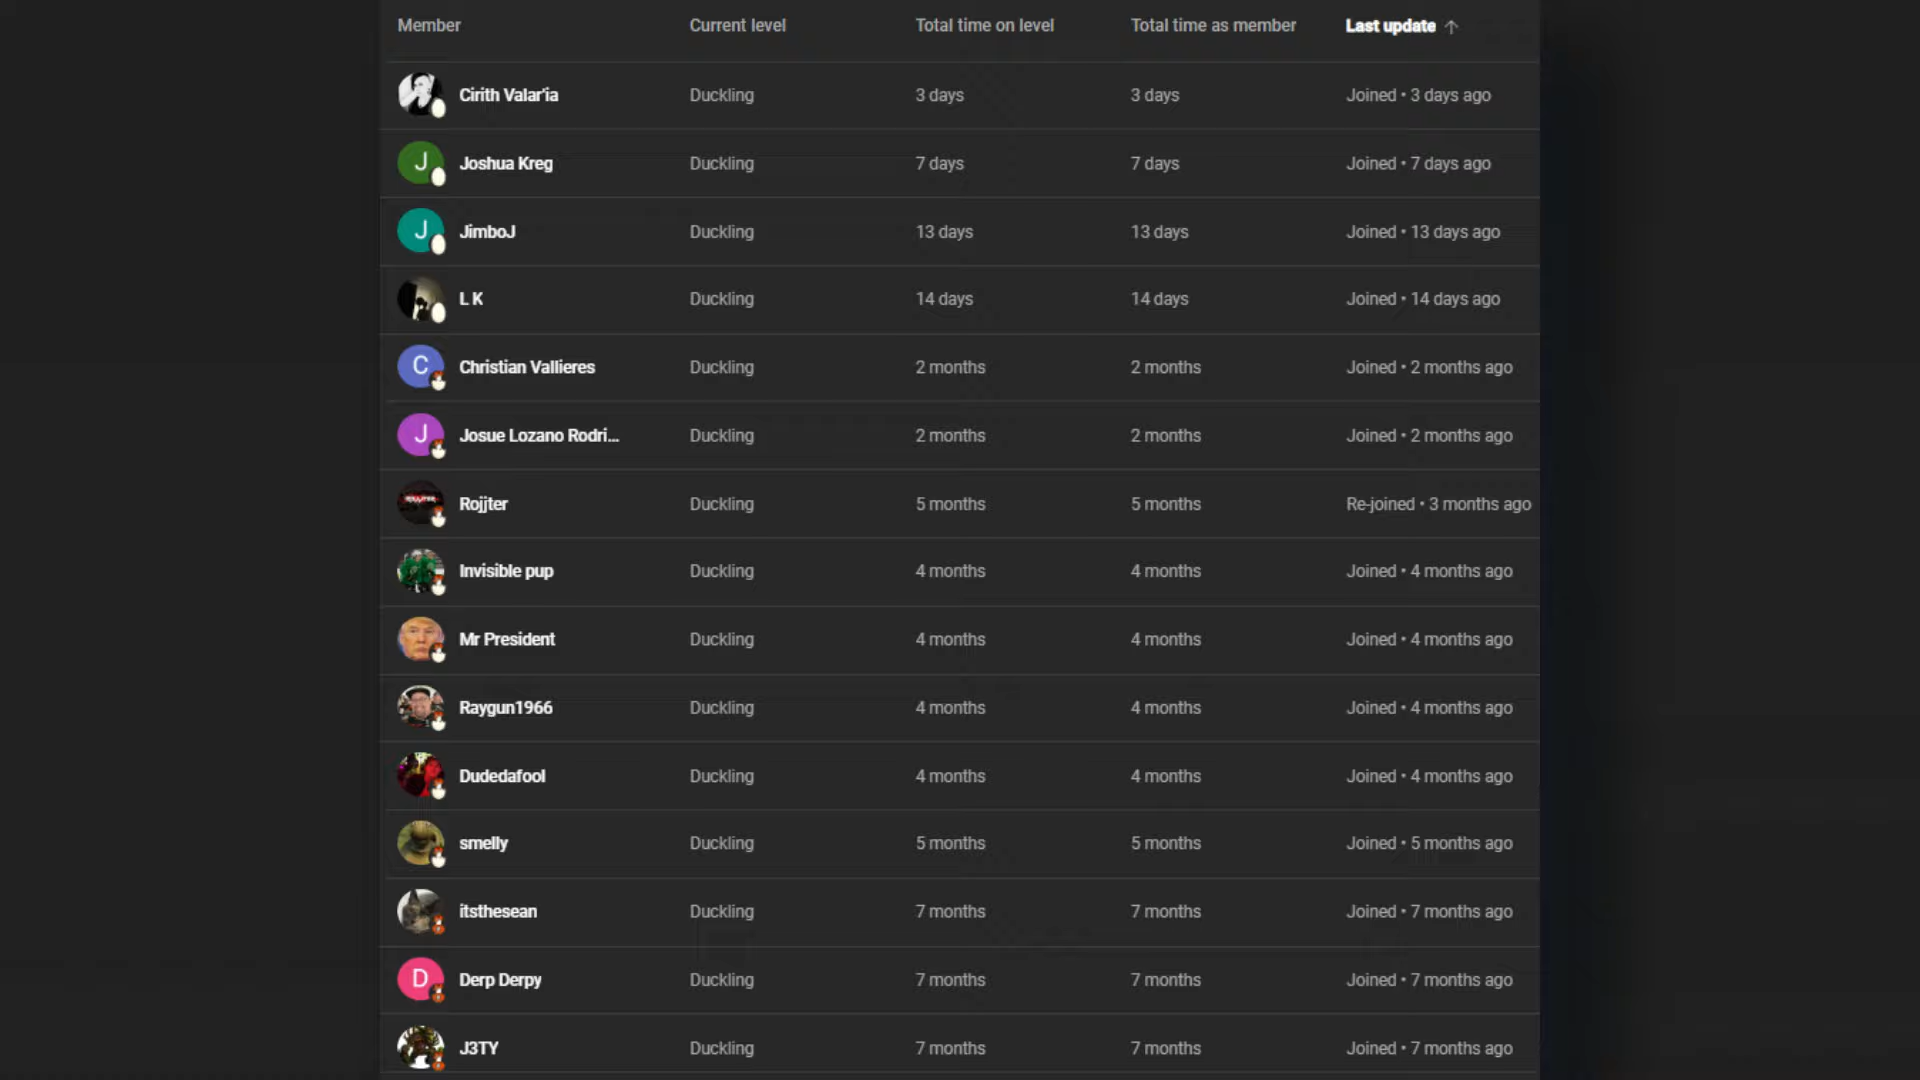 Member Current level Total time on level Total time as member Last update ↑
Cirith Valar'ia Duckling 3 days 3 days Joined • 3 days ago
J Joshua Kreg Duckling 7 days 7 days Joined • 7 days ago
J JimboJ Duckling 13 days 13 days Joined • 13 days ago
L K Duckling 14 days 14 days Joined • 14 days ago
C Christian Vallieres Duckling 2 months 2 months Joined • 2 months ago
J Josue Lozano Rodri... Duckling 2 months 2 months Joined • 2 months ago
Rojjter Duckling 5 months 5 months Re-joined • 3 months ago
Invisible pup Duckling 4 months 4 months Joined • 4 months ago
Mr President Duckling 4 months 4 months Joined • 4 months ago
Raygun1966 Duckling 4 months 4 months Joined • 4 months ago
Dudedafool Duckling 4 months 4 months Joined • 4 months ago
smelly Duckling 5 months 5 months Joined • 5 months ago
itsthesean Duckling 7 months 7 months Joined • 7 months ago
D Derp Derpy Duckling 7 months 7 months Joined • 7 months ago
J3TY Duckling 7 months 7 months Joined • 7 months ago